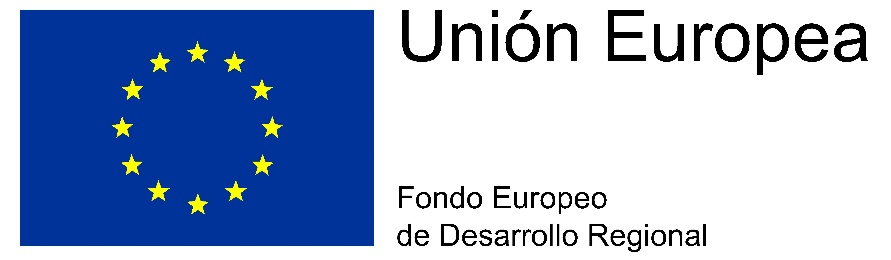 Unión Europea
Fondo Europeo
de Desarrollo Regional